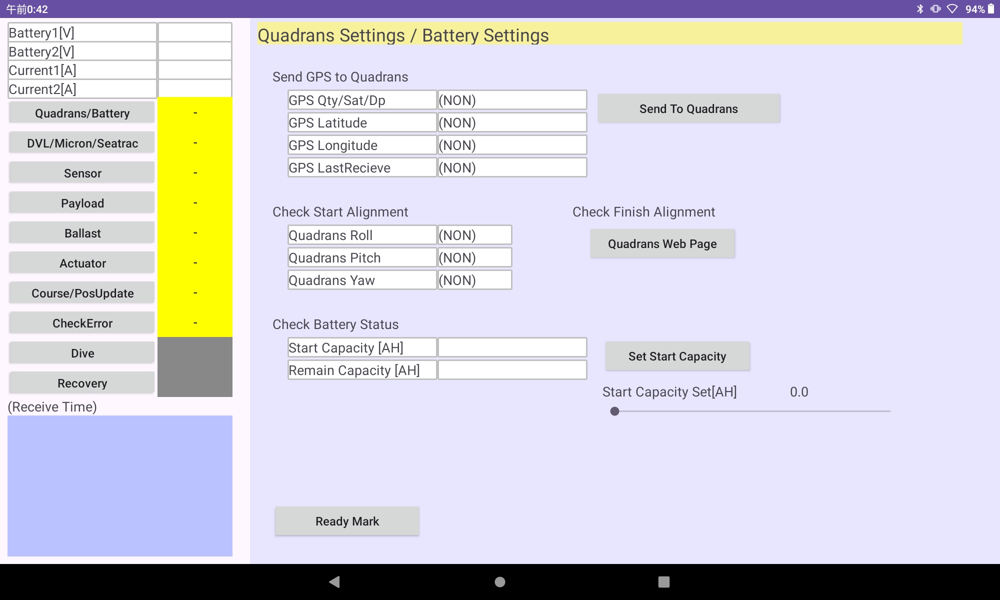 午前0:42
94%
Battery1[V]
Battery2[V]
Current1[A]
Current2[A]
Quadrans/Battery -
DVL/Micron/Seatrac -
Sensor -
Payload -
Ballast -
Actuator -
Course/PosUpdate -
CheckError -
Dive
Recovery
(Receive Time)
Quadrans Settings / Battery Settings
Send GPS to Quadrans
GPS Qty/Sat/Dp (NON)
Send To Quadrans
GPS Latitude (NON)
GPS Longitude (NON)
GPS LastRecieve (NON)
Check Start Alignment
Quadrans Roll (NON)
Quadrans Pitch (NON)
Quadrans Yaw (NON)
Check Finish Alignment
Quadrans Web Page
Check Battery Status
Start Capacity [AH]
Remain Capacity [AH]
Set Start Capacity
Start Capacity Set[AH] 0.0
Ready Mark